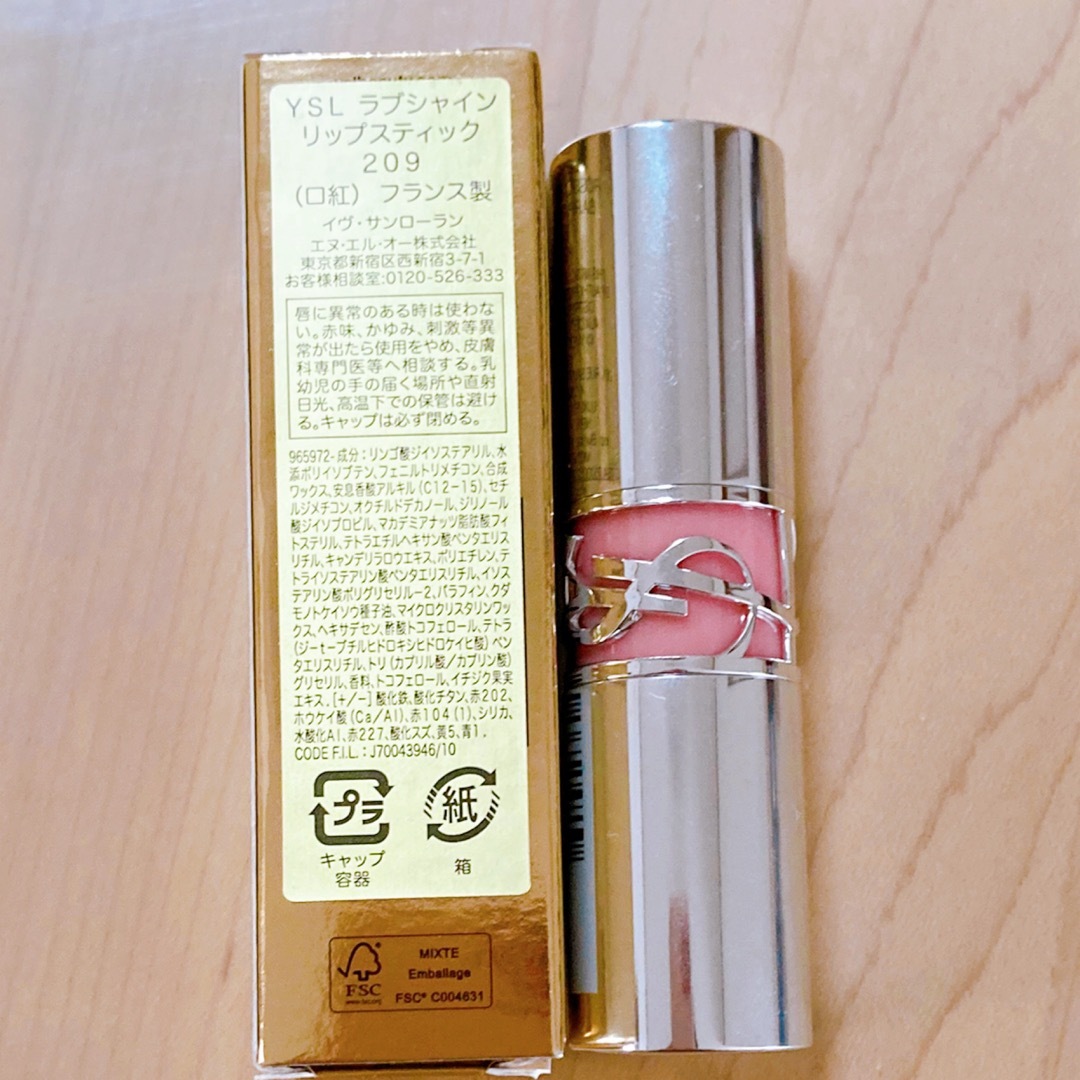 YSL ラブシャイン
リップスティック
209
(口紅) フランス製
イヴ・サンローラン
エヌ・エル・オー株式会社
東京都新宿区西新宿3-7-1
お客様相談室:0120-526-333
唇に異常のある時は使わな
い。赤味、かゆみ、刺激等異
常が出たら使用をやめ、皮膚
科専門医等へ相談する。乳
幼児の手の届く場所や直射
日光、高温下での保管は避け
る。キャップは必ず閉める。
965972-成分:リンゴ酸ジイソステアリル、水
添ポリイソブテン、フェニルトリメチコン、合成
ワックス、安息香酸アルキル(C12-15)、セチ
ルジメチコン、オクチルドデカノール、ジリノール
酸ジイソプロピル、マカデミアナッツ脂肪酸フィ
トステリル、テトラエチルヘキサン酸ペンタエリス
リチル、キャンデリラロウエキス、ポリエチレン、テ
トライソステアリン酸ペンタエリスリチル、イソス
テアリン酸ポリグリセリル-2、パラフィン、クダ
モノトケイソウ種子油、マイクロクリスタリンワッ
クス、ヘキサデセン、酢酸トコフェロール、テトラ
(ジーtーブチルヒドロキシヒドロケイヒ酸)ペン
タエリスリチル、トリ(カプリル酸/カプリン酸)
グリセリル、香料、トコフェロール、イチジク果実
エキス.[+/-]酸化鉄、酸化チタン、赤202、
ホウケイ酸(Ca/Al)、赤104(1)、シリカ、
水酸化Al、赤227、酸化スズ、黄5、青1.
CODE F.I.L. : J70043946/10
プラ 紙
キャップ
容器
箱
FSC
www.fsc.org
MIXTE
Emballage
FSC® C004631